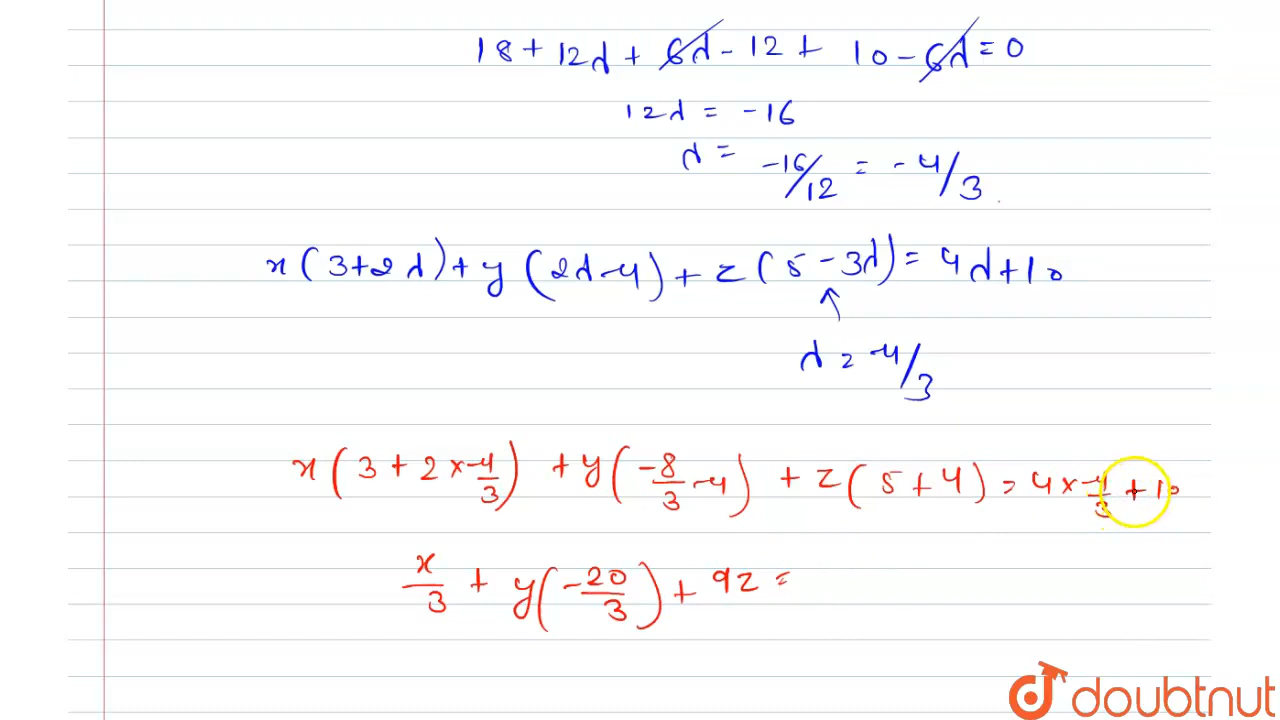 18 + 12λ + 6λ - 12 + 10 - 6λ = 0
12λ = -16
λ = -16/12 = -4/3
x(3+2λ) + y(2λ-4) + z(5-3λ) = 4λ+10
↑
λ = -4/3
x(3 + 2 × -4/3) + y(-8/3 - 4) + z(5+4) = 4 × -4/3 + 10
x/3 + y(-20/3) + 9z =
doubtnut